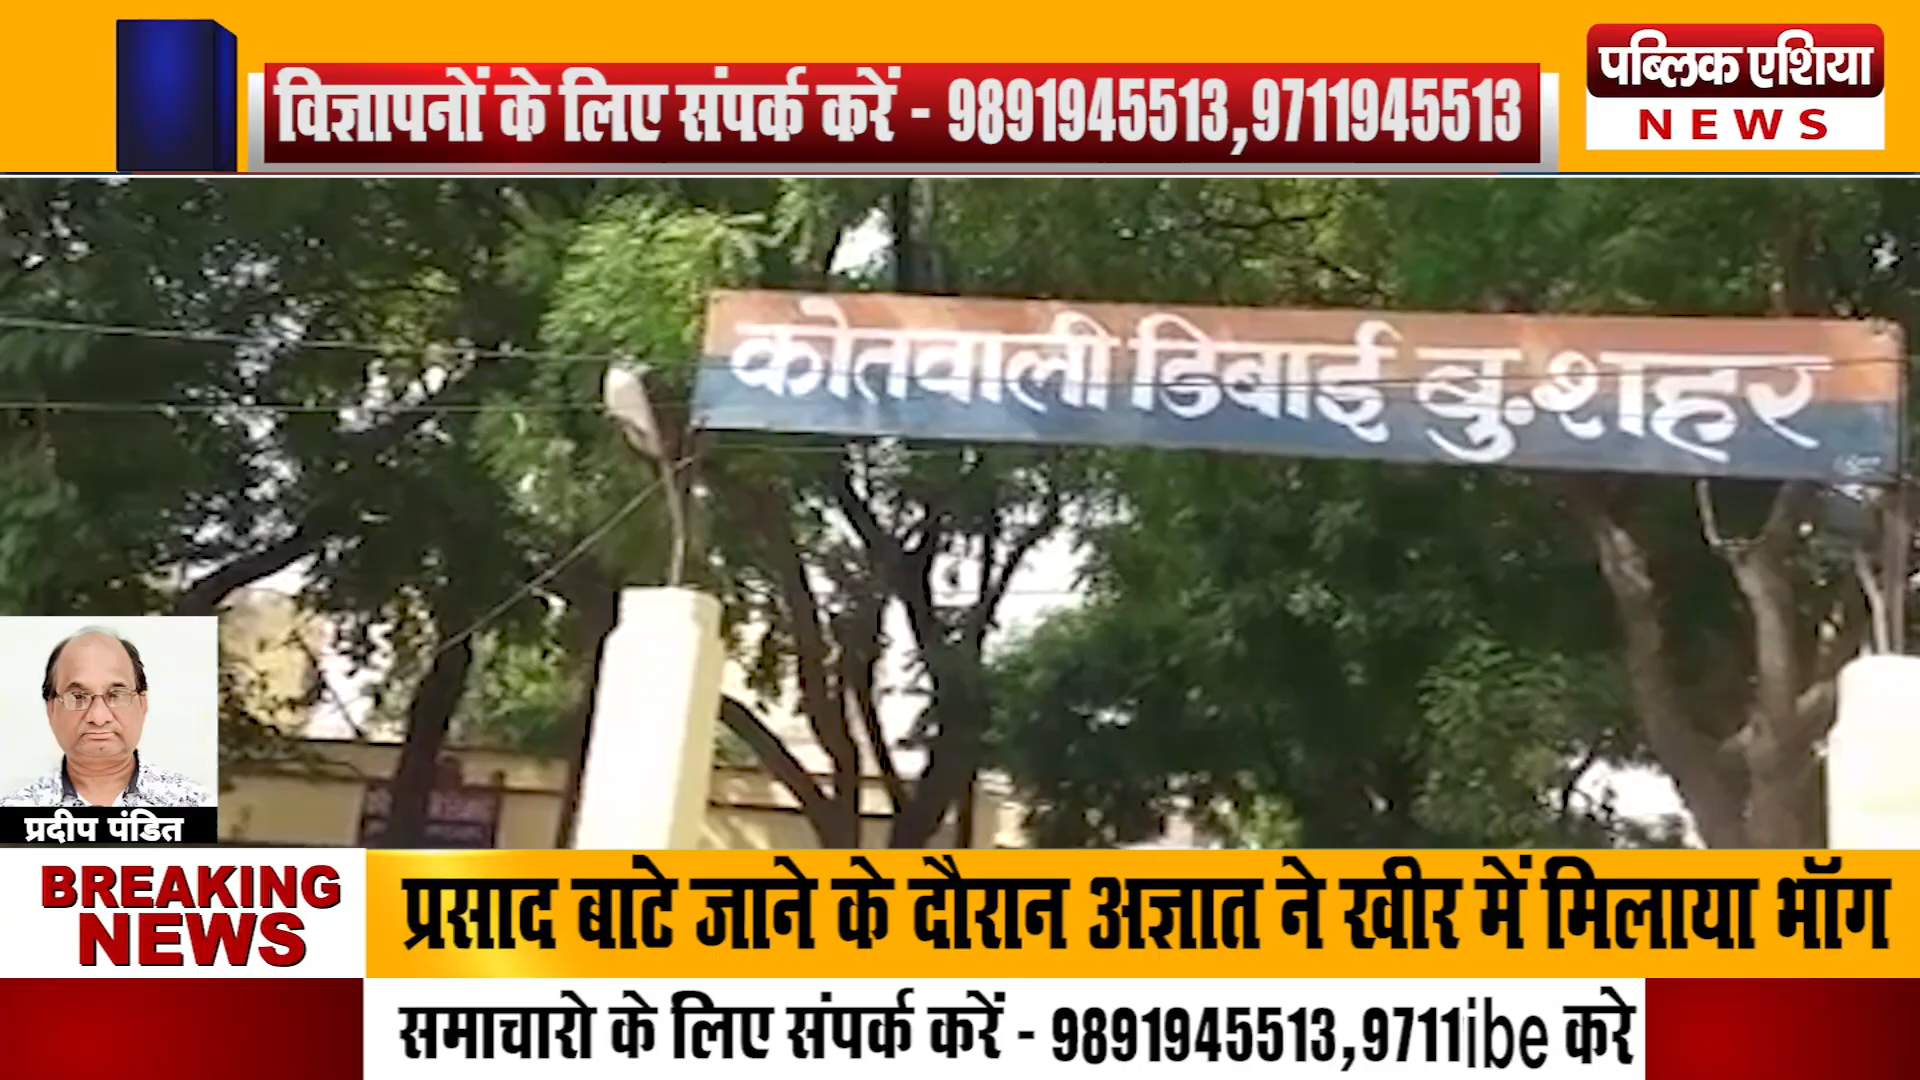 विज्ञापनों के लिए संपर्क करें - 9891945513,9711945513
पब्लिक एशिया
NEWS
कोतवाली डिबाई बु.शहर
प्रदीप पंडित
BREAKING
NEWS
प्रसाद बाटे जाने के दौरान अज्ञात ने खीर में मिलाया भॉग
समाचारो के लिए संपर्क करें - 9891945513,9711ibe करे